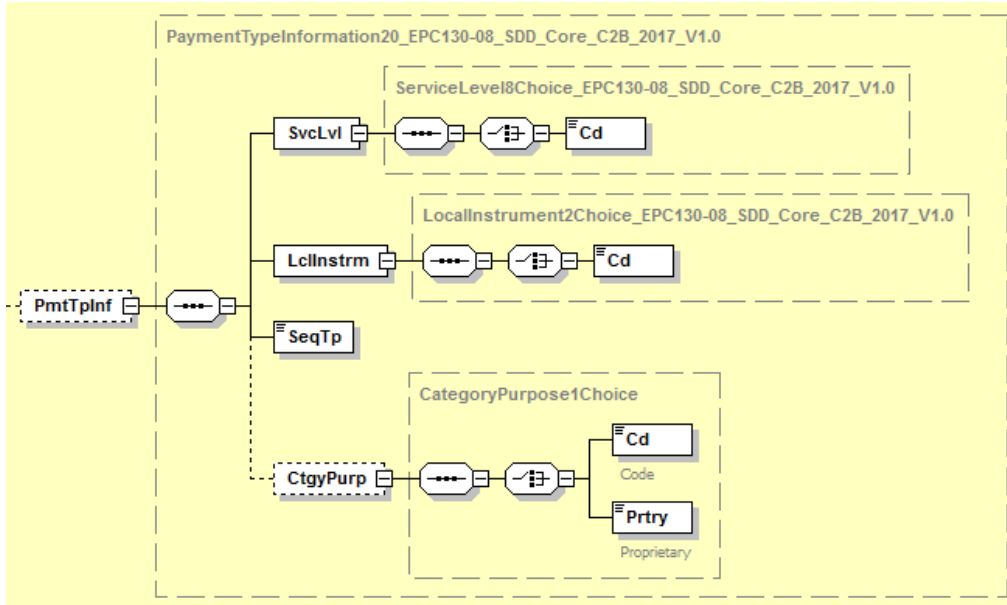 PaymentTypeInformation20_EPC130-08_SDD_Core_C2B_2017_V1.0
ServiceLevel8Choice_EPC130-08_SDD_Core_C2B_2017_V1.0
SvcLvl
Cd
LocalInstrument2Choice_EPC130-08_SDD_Core_C2B_2017_V1.0
LclInstrm
Cd
PmtTpInf
SeqTp
CategoryPurpose1Choice
Cd
Code
CtgyPurp
Prtry
Proprietary